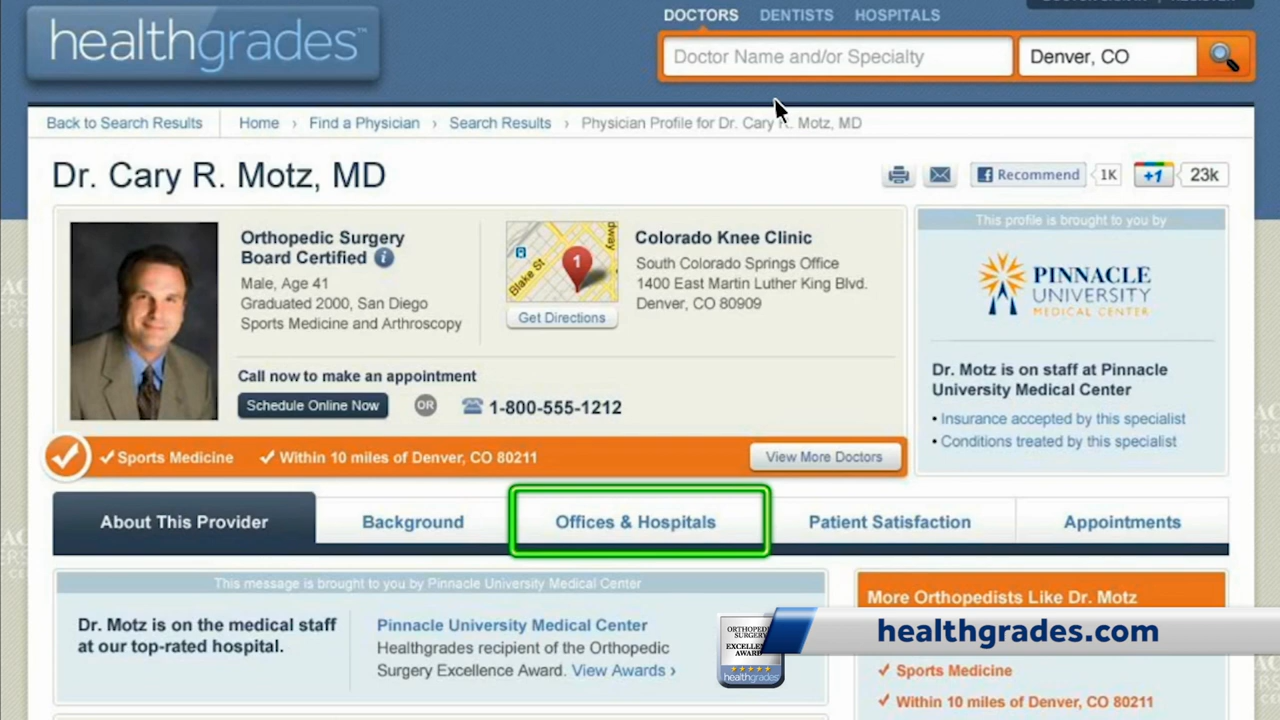 healthgrades™
DOCTORS DENTISTS HOSPITALS
Doctor Name and/or Specialty
Denver, CO
Back to Search Results
Home › Find a Physician › Search Results › Physician Profile for Dr. Cary R. Motz, MD
Dr. Cary R. Motz, MD
Recommend 1K
+1 23k
Orthopedic Surgery
Board Certified
Male, Age 41
Graduated 2000, San Diego
Sports Medicine and Arthroscopy
Blake St
1
Get Directions
Colorado Knee Clinic
South Colorado Springs Office
1400 East Martin Luther King Blvd.
Denver, CO 80909
Call now to make an appointment
Schedule Online Now OR 1-800-555-1212
Sports Medicine Within 10 miles of Denver, CO 80211
View More Doctors
This profile is brought to you by
PINNACLE
UNIVERSITY
MEDICAL CENTER
Dr. Motz is on staff at Pinnacle
University Medical Center
• Insurance accepted by this specialist
• Conditions treated by this specialist
About This Provider Background Offices & Hospitals Patient Satisfaction Appointments
This message is brought to you by Pinnacle University Medical Center
Dr. Motz is on the medical staff
at our top-rated hospital.
Pinnacle University Medical Center
Healthgrades recipient of the Orthopedic
Surgery Excellence Award. View Awards ›
EXCELLENCE
AWARD
healthgrades
More Orthopedists Like Dr. Motz
healthgrades.com
Sports Medicine
Within 10 miles of Denver, CO 80211